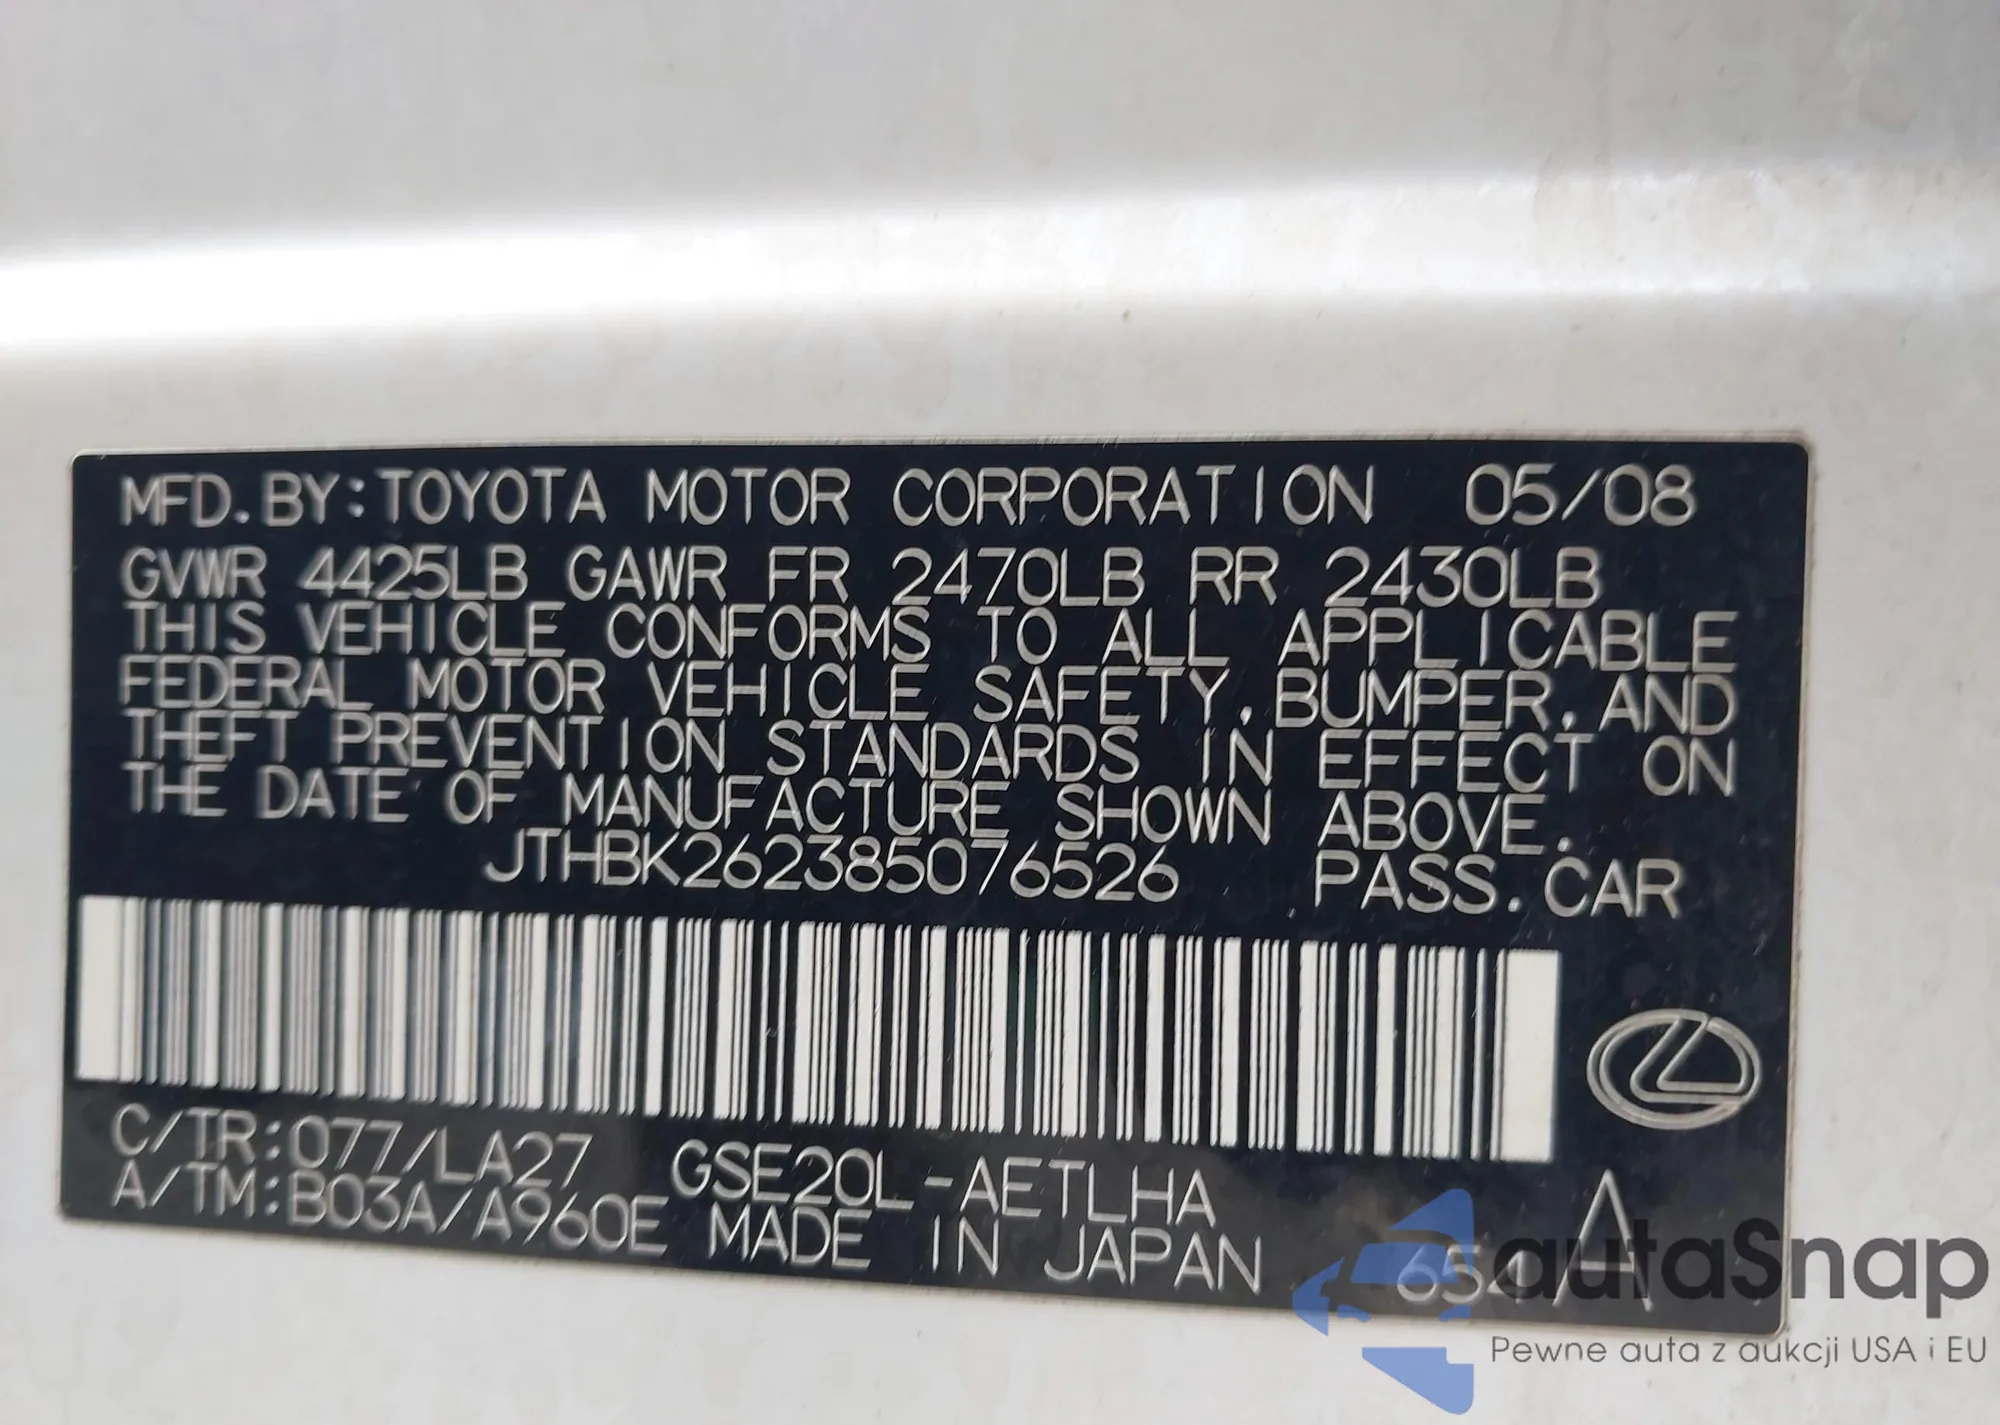 MFD. BY: TOYOTA MOTOR CORPORATION 05/08
GVWR 4425LB GAWR FR 2470LB RR 2430LB
THIS VEHICLE CONFORMS TO ALL APPLICABLE
FEDERAL MOTOR VEHICLE SAFETY, BUMPER, AND
THEFT PREVENTION STANDARDS IN EFFECT ON
THE DATE OF MANUFACTURE SHOWN ABOVE.
JTHBK262385076526 PASS. CAR
C/TR: 077/LA27 GSE20L-AETLHA
A/TM: B03A/A960E MADE IN JAPAN 654 A
autaSnap
Pewne auta z aukcji USA i EU